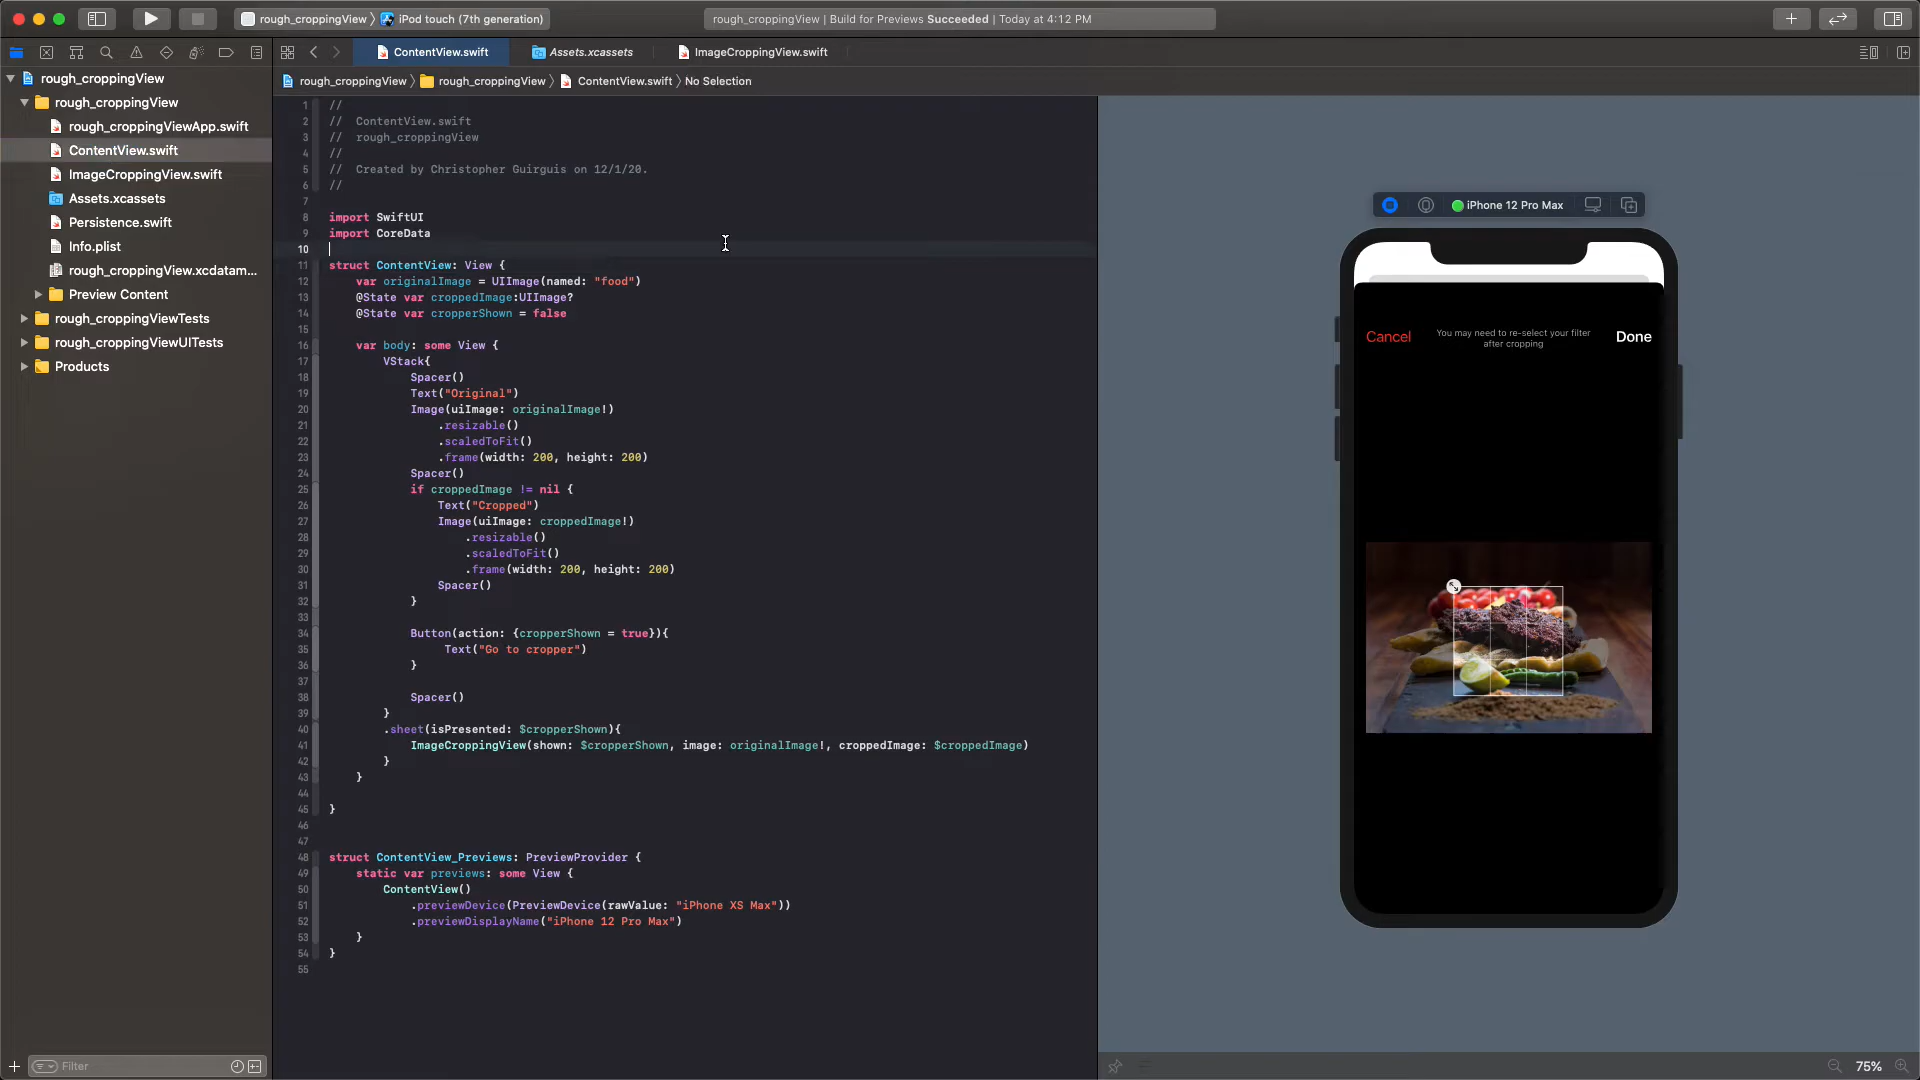 rough_croppingView 〉 iPod touch (7th generation)
rough_croppingView | Build for Previews Succeeded | Today at 4:12 PM
ContentView.swift
Assets.xcassets
ImageCroppingView.swift
rough_croppingView 〉 rough_croppingView 〉 ContentView.swift 〉 No Selection
rough_croppingView
rough_croppingView
rough_croppingViewApp.swift
ContentView.swift
ImageCroppingView.swift
Assets.xcassets
Persistence.swift
Info.plist
rough_croppingView.xcdatam...
Preview Content
rough_croppingViewTests
rough_croppingViewUITests
Products
Filter
1 //
2 //  ContentView.swift
3 //  rough_croppingView
4 //
5 //  Created by Christopher Guirguis on 12/1/20.
6 //
7
8 import SwiftUI
9 import CoreData
10
11 struct ContentView: View {
12     var originalImage = UIImage(named: "food")
13     @State var croppedImage:UIImage?
14     @State var cropperShown = false
15
16     var body: some View {
17         VStack{
18             Spacer()
19             Text("Original")
20             Image(uiImage: originalImage!)
21                 .resizable()
22                 .scaledToFit()
23                 .frame(width: 200, height: 200)
24             Spacer()
25             if croppedImage != nil {
26                 Text("Cropped")
27                 Image(uiImage: croppedImage!)
28                     .resizable()
29                     .scaledToFit()
30                     .frame(width: 200, height: 200)
31                 Spacer()
32             }
33
34             Button(action: {cropperShown = true}){
35                  Text("Go to cropper")
36             }
37
38             Spacer()
39         }
40         .sheet(isPresented: $cropperShown){
41             ImageCroppingView(shown: $cropperShown, image: originalImage!, croppedImage: $croppedImage)
42         }
43     }
44
45 }
46
47
48 struct ContentView_Previews: PreviewProvider {
49     static var previews: some View {
50         ContentView()
51             .previewDevice(PreviewDevice(rawValue: "iPhone XS Max"))
52             .previewDisplayName("iPhone 12 Pro Max")
53     }
54 }
55
iPhone 12 Pro Max
Cancel
You may need to re-select your filter
after cropping
Done
75%